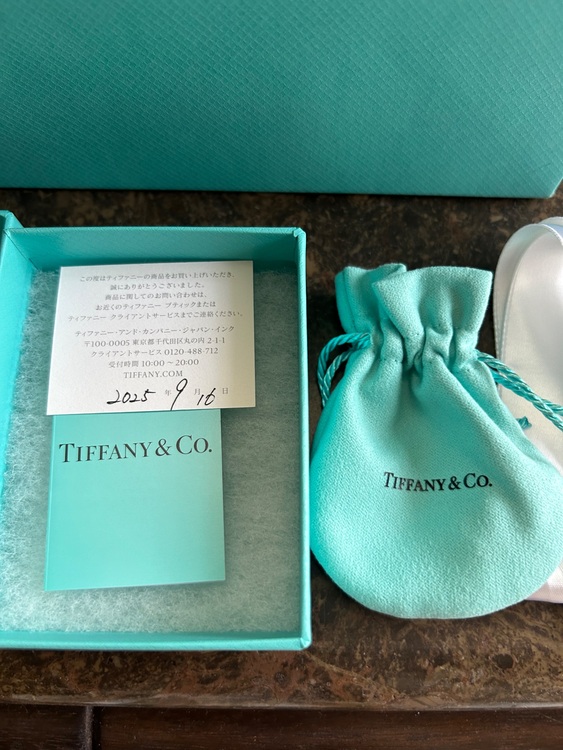 この度はティファニーの商品をお買い上げいただき、
誠にありがとうございました。
商品に関してのお問い合わせは、
お近くのティファニー ブティックまたは
ティファニー クライアントサービスまでご連絡ください。
ティファニー・アンド・カンパニー・ジャパン・インク
〒100-0005 東京都千代田区丸の内 2-1-1
クライアントサービス 0120-488-712
受付時間 10:00～20:00
TIFFANY.COM
2025 年 9 月 16 日
TIFFANY & CO.
TIFFANY & CO.